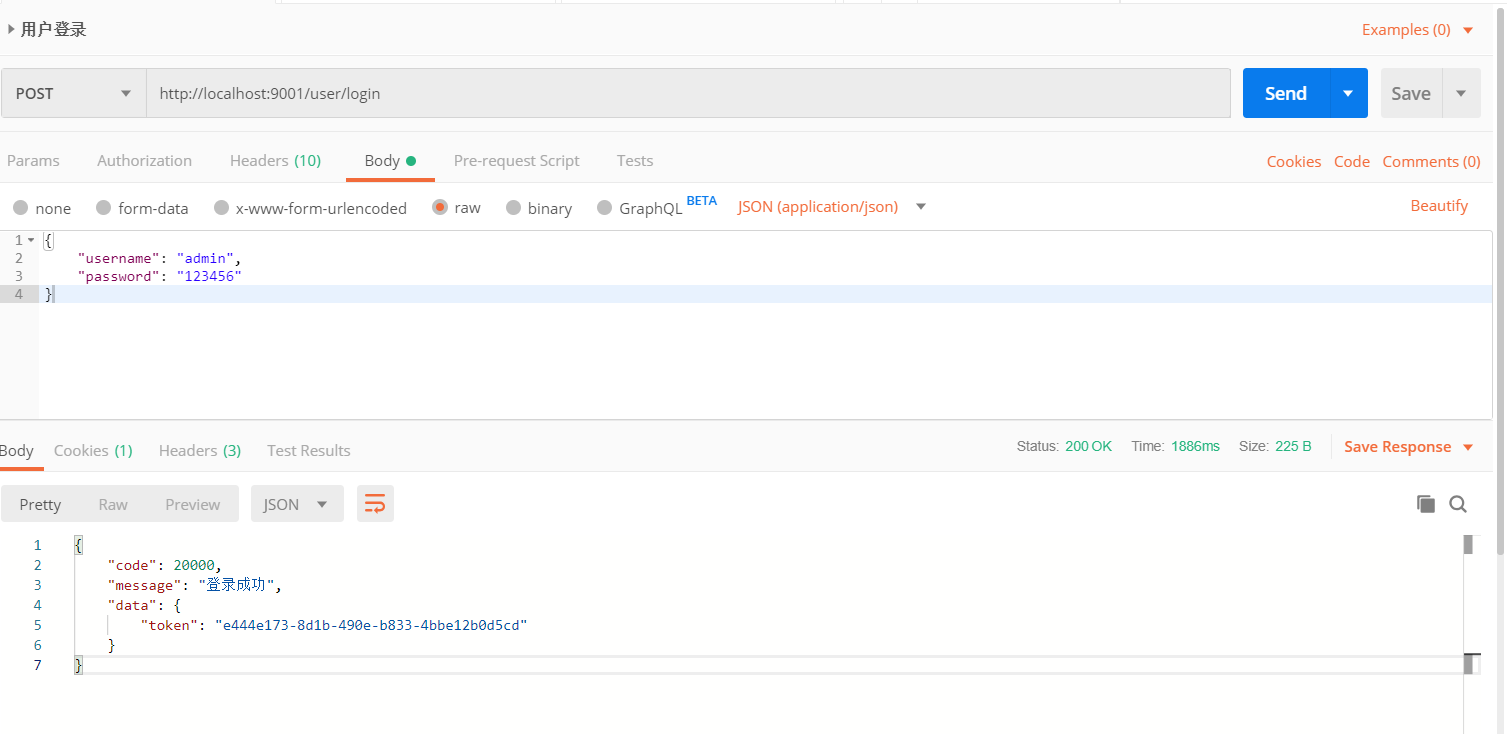 用户登录 Examples (0)
POST http://localhost:9001/user/login Send Save
Params Authorization Headers (10) Body Pre-request Script Tests Cookies Code Comments (0)
none form-data x-www-form-urlencoded raw binary GraphQL BETA JSON (application/json) Beautify
1 {
2 "username": "admin",
3 "password": "123456"
4 }
Body Cookies (1) Headers (3) Test Results Status: 200 OK Time: 1886ms Size: 225 B Save Response
Pretty Raw Preview JSON
1 {
2 "code": 20000,
3 "message": "登录成功",
4 "data": {
5 "token": "e444e173-8d1b-490e-b833-4bbe12b0d5cd"
6 }
7 }